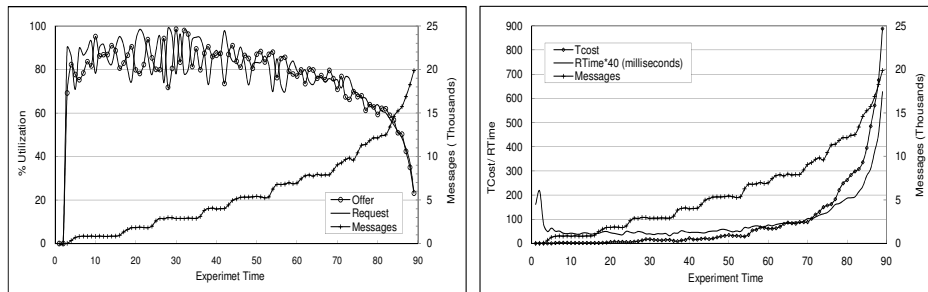 100
80
60
40
20
0
% Utilization
0 10 20 30 40 50 60 70 80 90
Experimet Time
25
20
15
10
5
0
Messages ( Thousands)
Offer
Request
Messages
900
800
700
600
500
400
300
200
100
0
TCost/ RTime
0 10 20 30 40 50 60 70 80 90
Experiment Time
25
20
15
10
5
0
Messages (Thousands)
Tcost
RTime*40 (milliseconds)
Messages